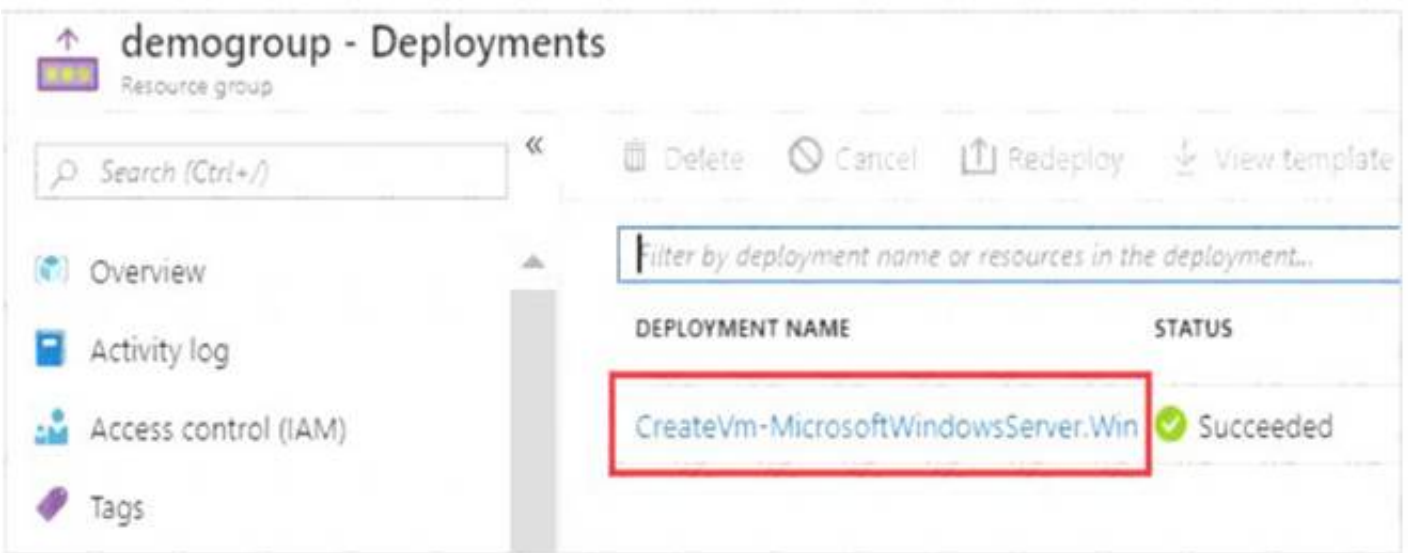 demogroup - Deployments
Resource group
Search (Ctrl+/)
«
Delete Cancel Redeploy View template
Filter by deployment name or resources in the deployment...
Overview
DEPLOYMENT NAME STATUS
Activity log
CreateVm-MicrosoftWindowsServer.Win Succeeded
Access control (IAM)
Tags